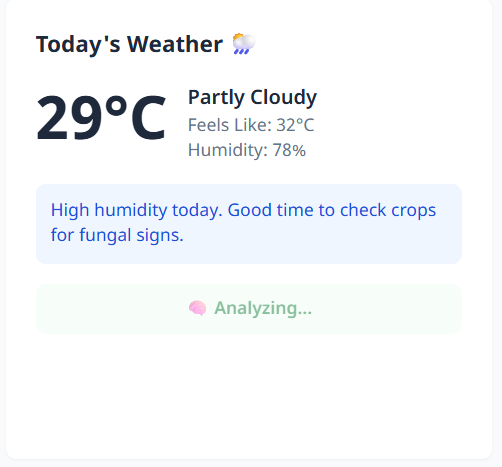 Today's Weather 🌦️
29°C
Partly Cloudy
Feels Like: 32°C
Humidity: 78%
High humidity today. Good time to check crops
for fungal signs.
🧠 Analyzing...